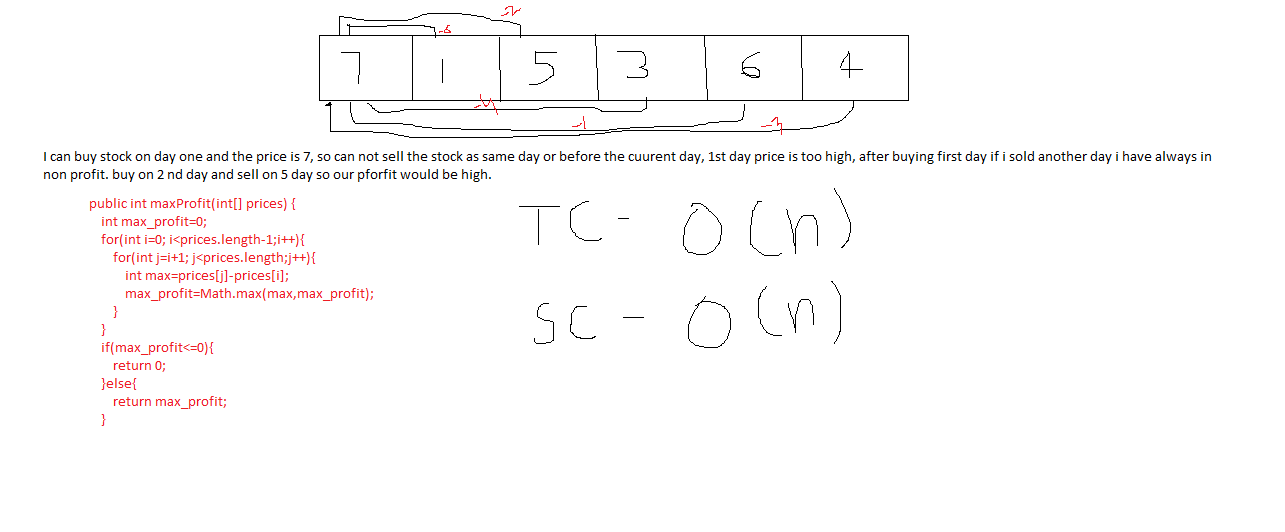 -2
-6
7 1 5 3 6 4
-4
-1
-3
I can buy stock on day one and the price is 7, so can not sell the stock as same day or before the cuurent day, 1st day price is too high, after buying first day if i sold another day i have always in
non profit. buy on 2 nd day and sell on 5 day so our pforfit would be high.
public int maxProfit(int[] prices) {
int max_profit=0;
for(int i=0; i<prices.length-1;i++){
for(int j=i+1; j<prices.length;j++){
int max=prices[j]-prices[i];
max_profit=Math.max(max,max_profit);
}
}
if(max_profit<=0){
return 0;
}else{
return max_profit;
}
TC - O(n)
SC - O(n)